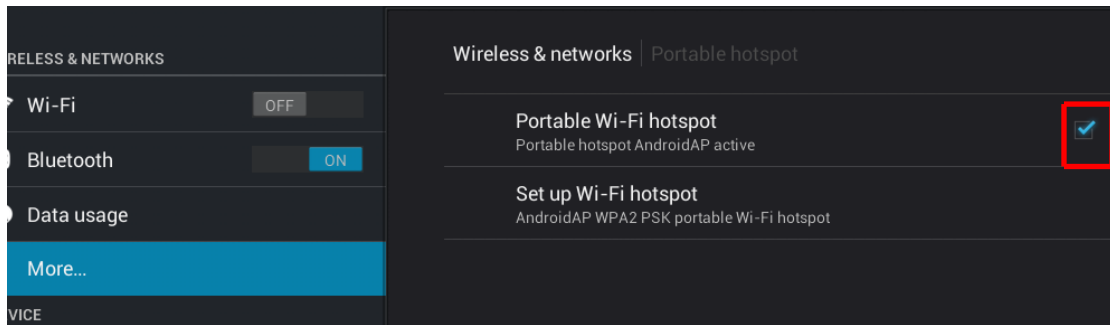 RELESS & NETWORKS
Wi-Fi
OFF
Bluetooth
ON
Data usage
More...
VICE
Wireless & networks | Portable hotspot
Portable Wi-Fi hotspot
Portable hotspot AndroidAP active
Set up Wi-Fi hotspot
AndroidAP WPA2 PSK portable Wi-Fi hotspot